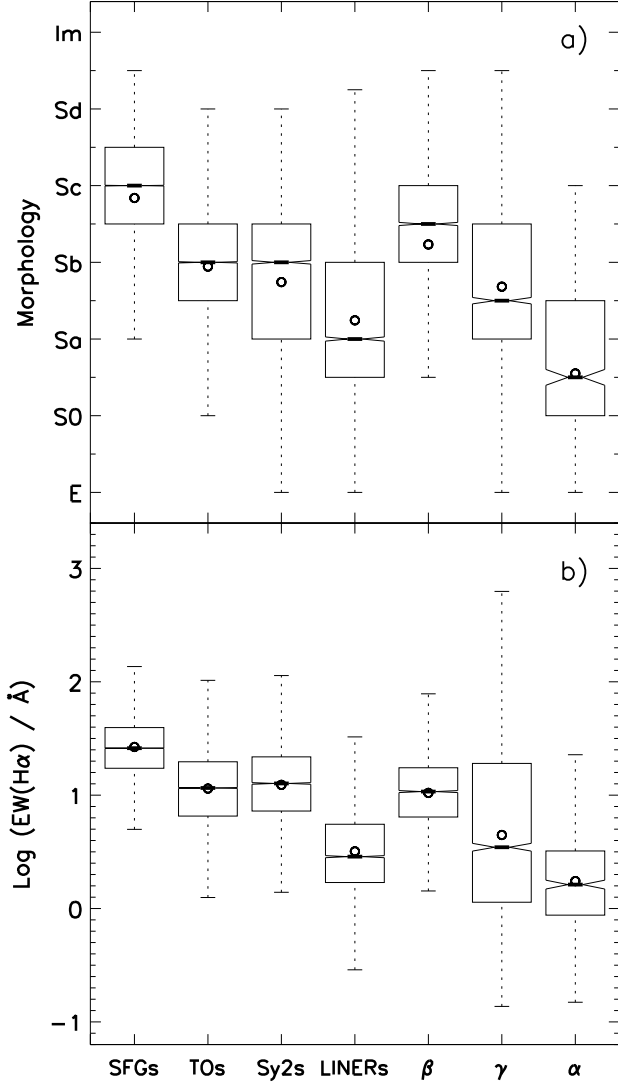 a)
Im
Sd
Sc
Sb
Sa
S0
E
Morphology
b)
3
2
1
0
−1
Log (EW(Hα) / Å)
SFGs TOs Sy2s LINERs β γ α